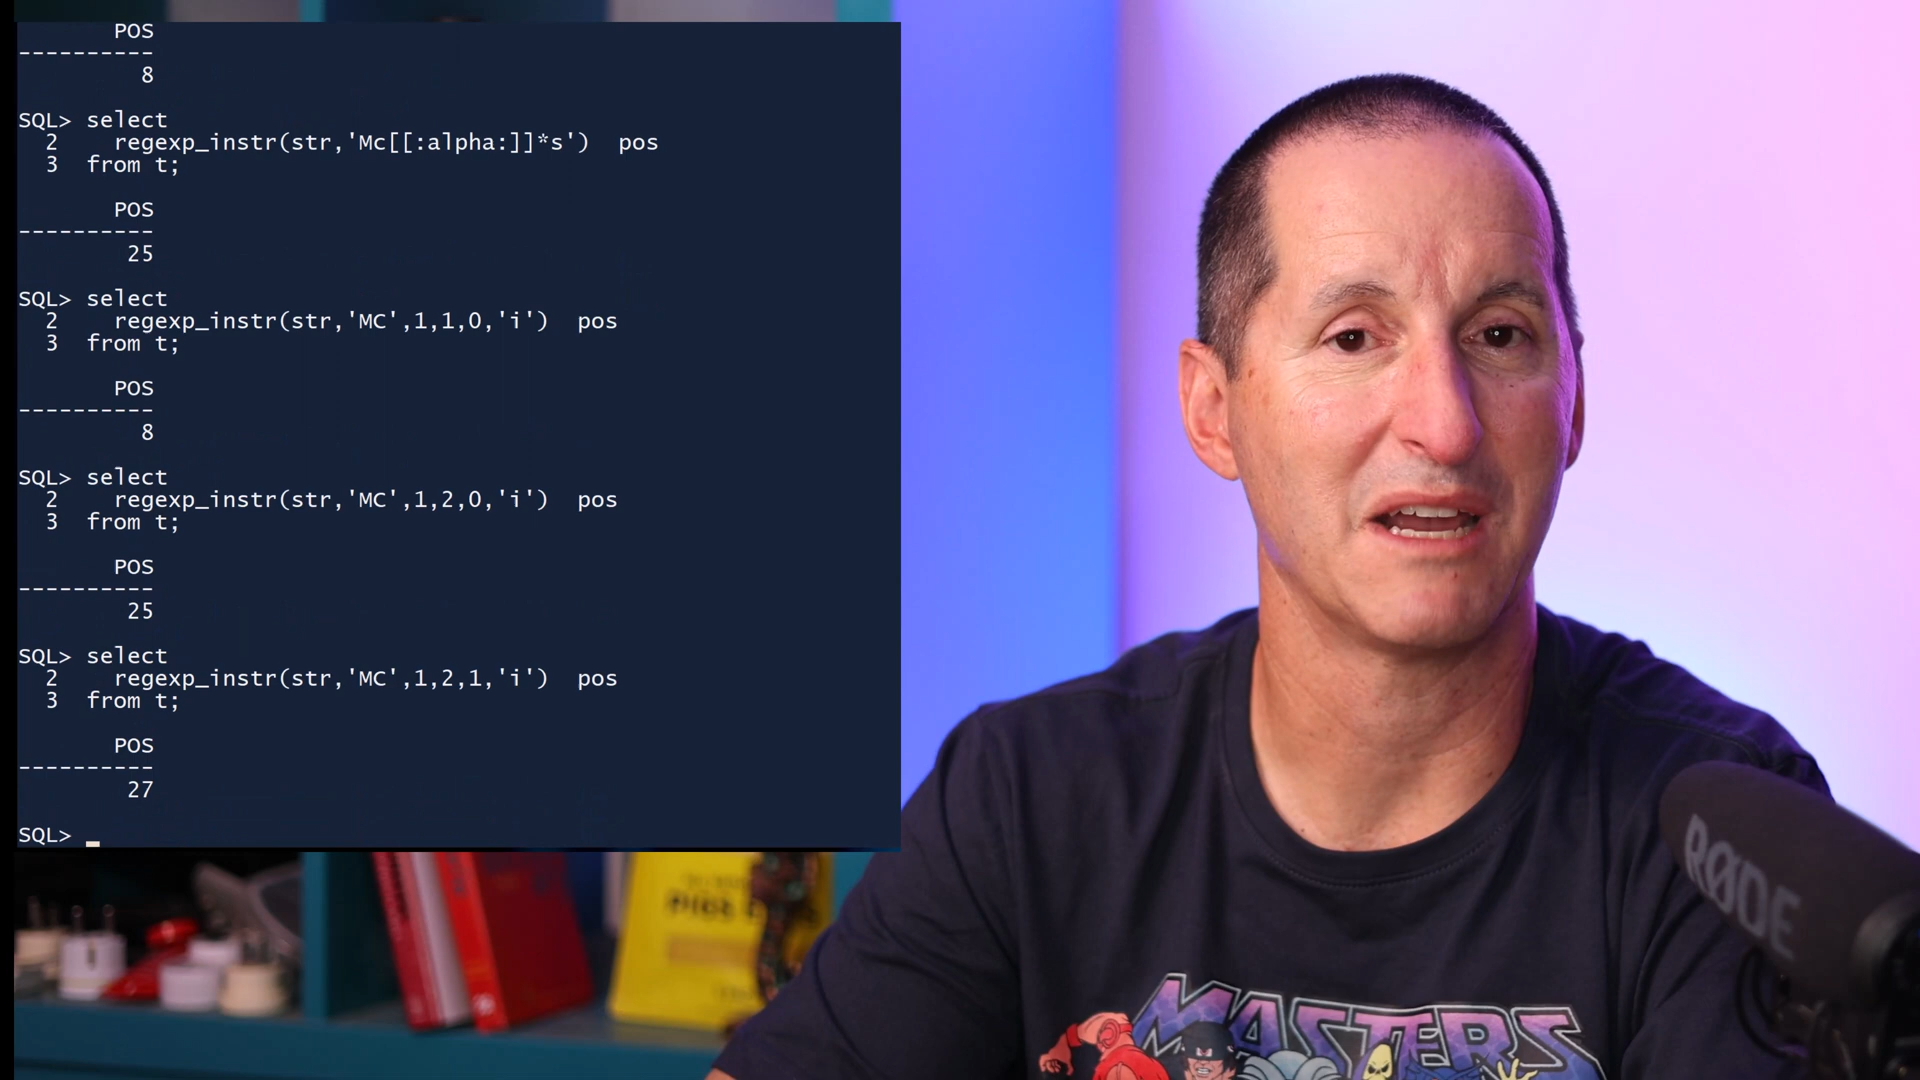 POS
----------
8
SQL> select
2 regexp_instr(str,'Mc[[:alpha:]]*s') pos
3 from t;
POS
----------
25
SQL> select
2 regexp_instr(str,'MC',1,1,0,'i') pos
3 from t;
POS
----------
8
SQL> select
2 regexp_instr(str,'MC',1,2,0,'i') pos
3 from t;
POS
----------
25
SQL> select
2 regexp_instr(str,'MC',1,2,1,'i') pos
3 from t;
POS
----------
27
SQL>
RØDE
MASTERS